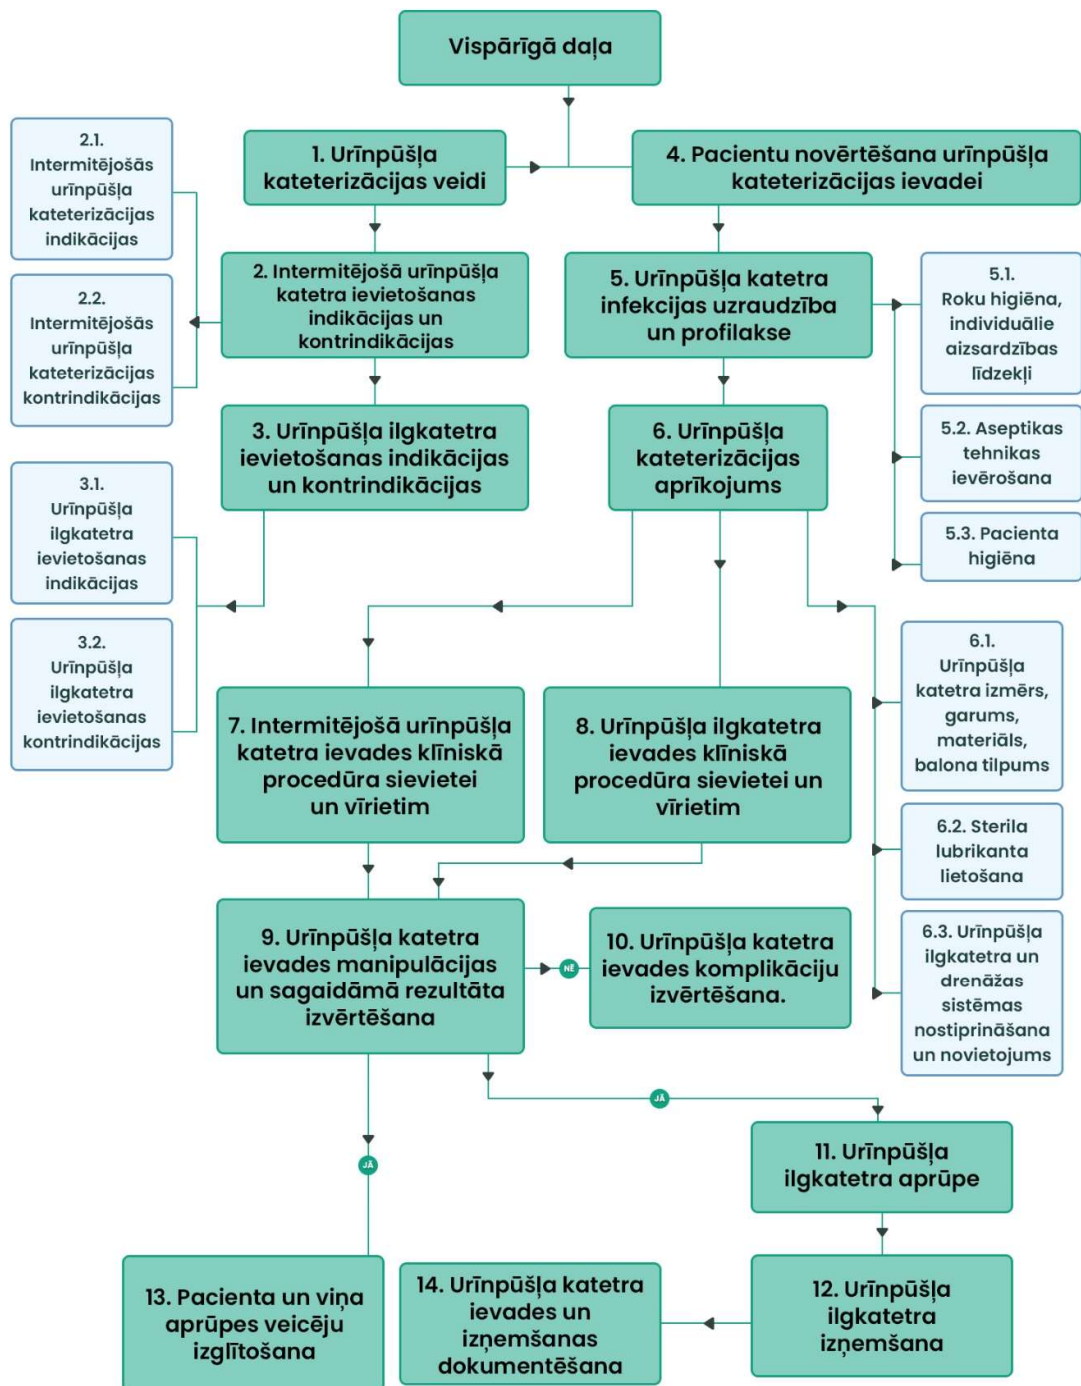 Vispārīgā daļa
1. Urīnpūšļa
kateterizācijas veidi
4. Pacientu novērtēšana urīnpūšļa
kateterizācijas ievadei
2.1.
Intermitējošās
urīnpūšļa
kateterizācijas
indikācijas
2.2.
Intermitējošās
urīnpūšļa
kateterizācijas
kontrindikācijas
2. Intermitējošā urīnpūšļa
katetra ievietošanas
indikācijas un
kontrindikācijas
5. Urīnpūšļa katetra
infekcijas uzraudzība
un profilakse
5.1.
Roku higiēna,
individuālie
aizsardzības
līdzekļi
5.2. Aseptikas
tehnikas
ievērošana
5.3. Pacienta
higiēna
3. Urīnpūšļa ilgkatetra
ievietošanas indikācijas
un kontrindikācijas
6. Urīnpūšļa
kateterizācijas
aprīkojums
3.1.
Urīnpūšļa
ilgkatetra
ievietošanas
indikācijas
3.2.
Urīnpūšļa
ilgkatetra
ievietošanas
kontrindikācijas
6.1.
Urīnpūšļa
katetra izmērs,
garums,
materiāls,
balona tilpums
6.2. Sterila
lubrikanta
lietošana
6.3. Urīnpūšļa
ilgkatetra un
drenāžas
sistēmas
nostiprināšana
un novietojums
7. Intermitējošā urīnpūšļa
katetra ievades klīniskā
procedūra sievietei
un vīrietim
8. Urīnpūšļa ilgkatetra
ievades klīniskā
procedūra sievietei un
vīrietim
9. Urīnpūšļa katetra
ievades manipulācijas
un sagaidāmā rezultāta
izvērtēšana
NĒ
10. Urīnpūšļa katetra
ievades komplikāciju
izvērtēšana.
JĀ
JĀ
11. Urīnpūšļa
ilgkatetra aprūpe
12. Urīnpūšļa
ilgkatetra
izņemšana
13. Pacienta un viņa
aprūpes veicēju
izglītošana
14. Urīnpūšļa katetra
ievades un
izņemšanas
dokumentēšana